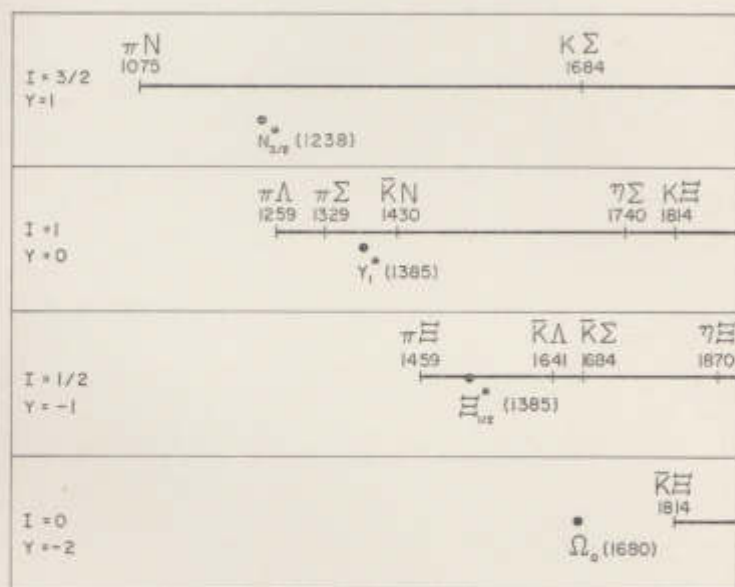 πN KΣ
1075 1684
I = 3/2
Y = 1
N*3/2 (1238)
πΛ πΣ K̄N ηΣ KΞ
1259 1329 1430 1740 1814
I = 1
Y = 0
Y1* (1385)
πΞ K̄Λ K̄Σ ηΞ
1459 1641 1684 1870
I = 1/2
Y = -1
Ξ*1/2 (1385)
K̄Ξ
1814
I = 0
Y = -2
Ω0 (1680)